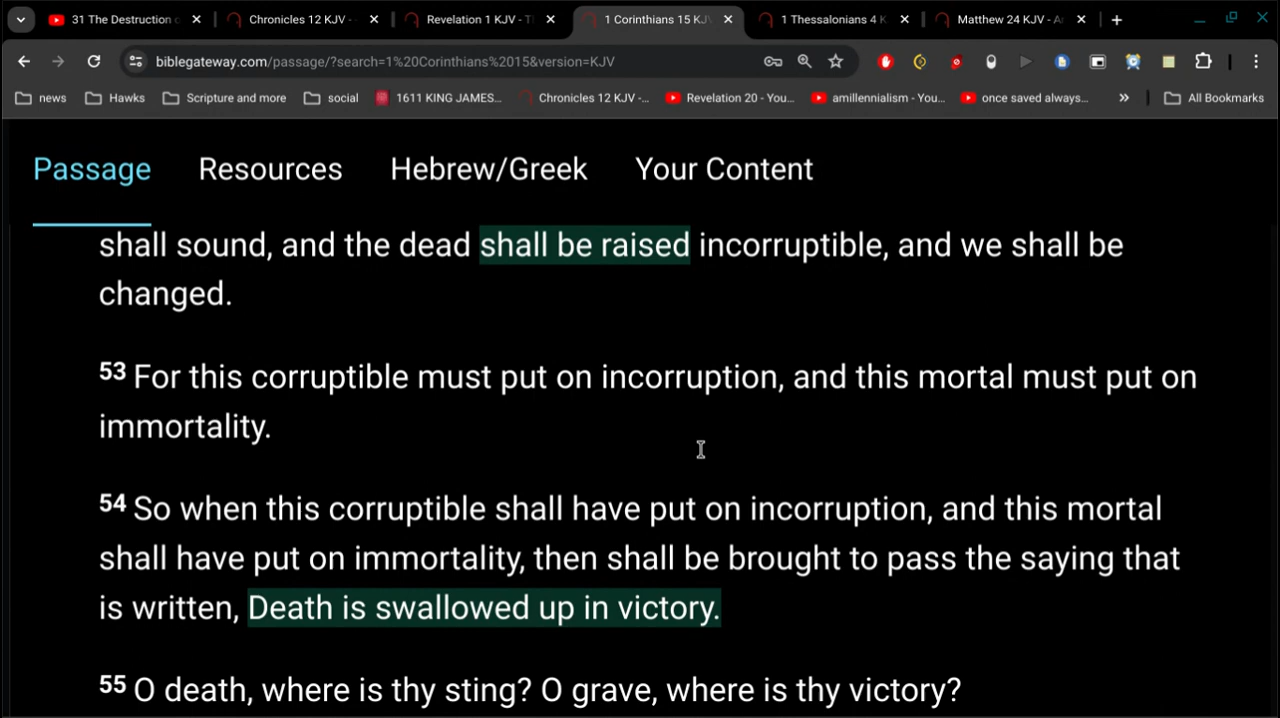 31 The Destruction o
Chronicles 12 KJV -
Revelation 1 KJV - T
1 Corinthians 15 KJV
1 Thessalonians 4 K
Matthew 24 KJV - A
biblegateway.com/passage/?search=1%20Corinthians%2015&version=KJV
news
Hawks
Scripture and more
social
1611 KING JAMES...
Chronicles 12 KJV -...
Revelation 20 - You...
amillennialism - You...
once saved always...
All Bookmarks
Passage
Resources
Hebrew/Greek
Your Content
shall sound, and the dead shall be raised incorruptible, and we shall be
changed.
53 For this corruptible must put on incorruption, and this mortal must put on
immortality.
54 So when this corruptible shall have put on incorruption, and this mortal
shall have put on immortality, then shall be brought to pass the saying that
is written, Death is swallowed up in victory.
55 O death, where is thy sting? O grave, where is thy victory?